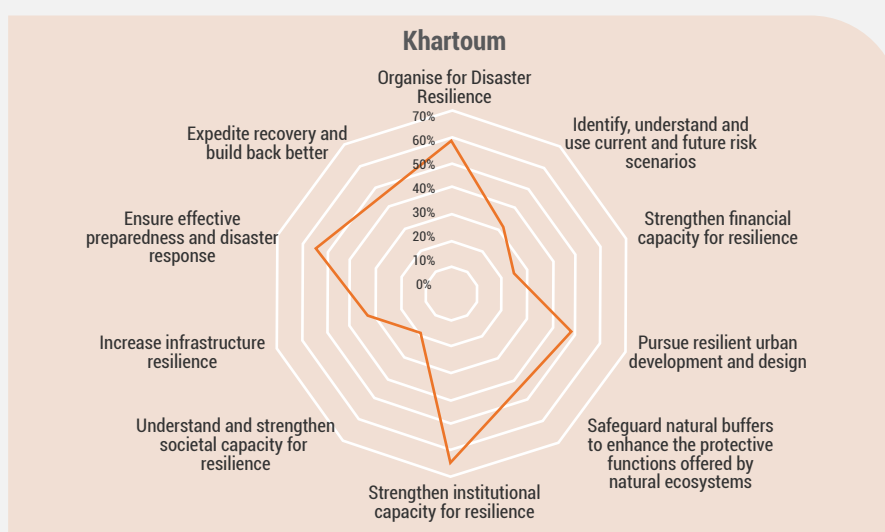 Khartoum
Organise for Disaster
Resilience
70%
60%
50%
40%
30%
20%
10%
0%
Identify, understand and
use current and future risk
scenarios
Strengthen financial
capacity for resilience
Pursue resilient urban
development and design
Safeguard natural buffers
to enhance the protective
functions offered by
natural ecosystems
Strengthen institutional
capacity for resilience
Understand and strengthen
societal capacity for
resilience
Increase infrastructure
resilience
Ensure effective
preparedness and disaster
response
Expedite recovery and
build back better